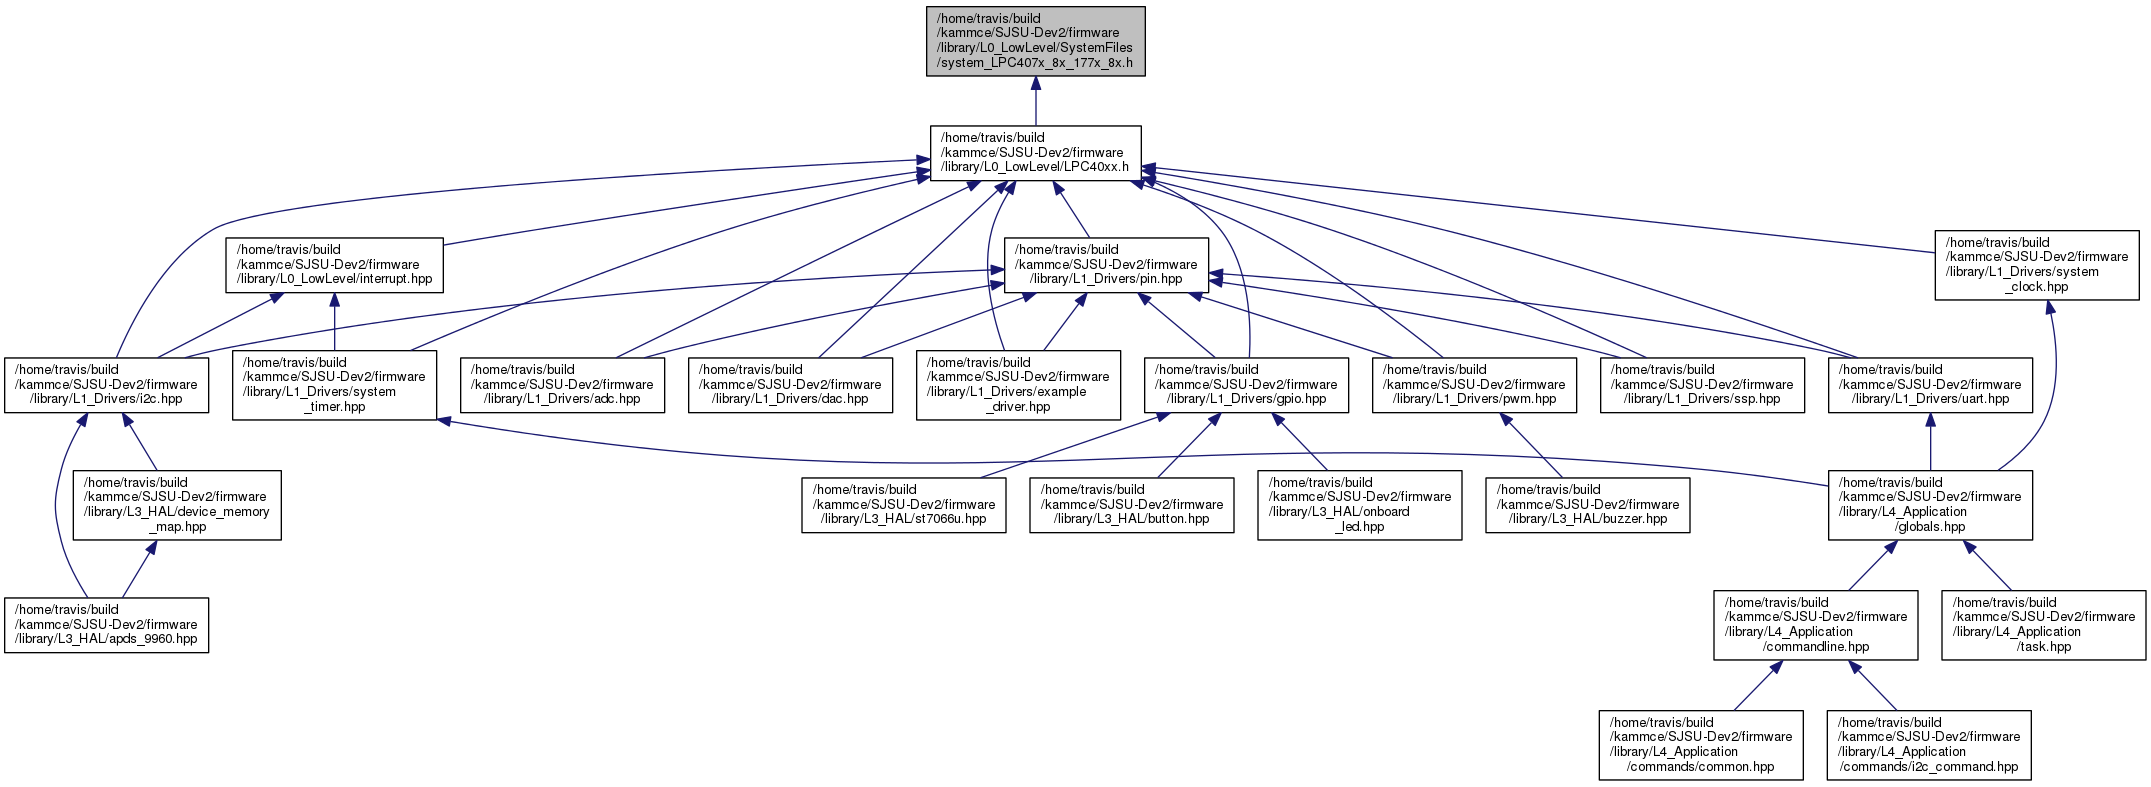 /home/travis/build
/kammce/SJSU-Dev2/firmware
/library/L0_LowLevel/SystemFiles
/system_LPC407x_8x_177x_8x.h
/home/travis/build
/kammce/SJSU-Dev2/firmware
/library/L0_LowLevel/LPC40xx.h
/home/travis/build
/kammce/SJSU-Dev2/firmware
/library/L0_LowLevel/interrupt.hpp
/home/travis/build
/kammce/SJSU-Dev2/firmware
/library/L1_Drivers/pin.hpp
/home/travis/build
/kammce/SJSU-Dev2/firmware
/library/L1_Drivers/system
_clock.hpp
/home/travis/build
/kammce/SJSU-Dev2/firmware
/library/L1_Drivers/i2c.hpp
/home/travis/build
/kammce/SJSU-Dev2/firmware
/library/L1_Drivers/system
_timer.hpp
/home/travis/build
/kammce/SJSU-Dev2/firmware
/library/L1_Drivers/adc.hpp
/home/travis/build
/kammce/SJSU-Dev2/firmware
/library/L1_Drivers/dac.hpp
/home/travis/build
/kammce/SJSU-Dev2/firmware
/library/L1_Drivers/example
_driver.hpp
/home/travis/build
/kammce/SJSU-Dev2/firmware
/library/L1_Drivers/gpio.hpp
/home/travis/build
/kammce/SJSU-Dev2/firmware
/library/L1_Drivers/pwm.hpp
/home/travis/build
/kammce/SJSU-Dev2/firmware
/library/L1_Drivers/ssp.hpp
/home/travis/build
/kammce/SJSU-Dev2/firmware
/library/L1_Drivers/uart.hpp
/home/travis/build
/kammce/SJSU-Dev2/firmware
/library/L3_HAL/device_memory
_map.hpp
/home/travis/build
/kammce/SJSU-Dev2/firmware
/library/L3_HAL/st7066u.hpp
/home/travis/build
/kammce/SJSU-Dev2/firmware
/library/L3_HAL/button.hpp
/home/travis/build
/kammce/SJSU-Dev2/firmware
/library/L3_HAL/onboard
_led.hpp
/home/travis/build
/kammce/SJSU-Dev2/firmware
/library/L3_HAL/buzzer.hpp
/home/travis/build
/kammce/SJSU-Dev2/firmware
/library/L4_Application
/globals.hpp
/home/travis/build
/kammce/SJSU-Dev2/firmware
/library/L3_HAL/apds_9960.hpp
/home/travis/build
/kammce/SJSU-Dev2/firmware
/library/L4_Application
/commandline.hpp
/home/travis/build
/kammce/SJSU-Dev2/firmware
/library/L4_Application
/task.hpp
/home/travis/build
/kammce/SJSU-Dev2/firmware
/library/L4_Application
/commands/common.hpp
/home/travis/build
/kammce/SJSU-Dev2/firmware
/library/L4_Application
/commands/i2c_command.hpp